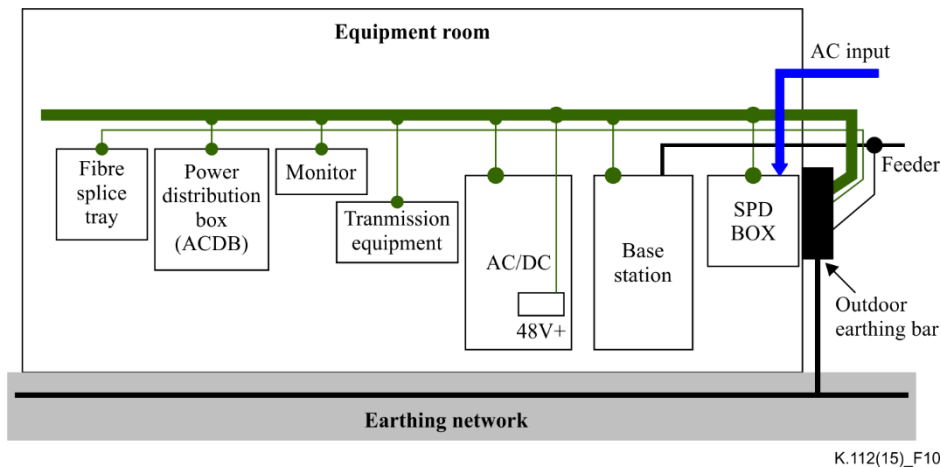 Equipment room
AC input
Feeder
Fibre
splice
tray
Power
distribution
box
(ACDB)
Monitor
Tranmission
equipment
AC/DC
48V+
Base
station
SPD
BOX
Outdoor
earthing bar
Earthing network
K.112(15)_F10